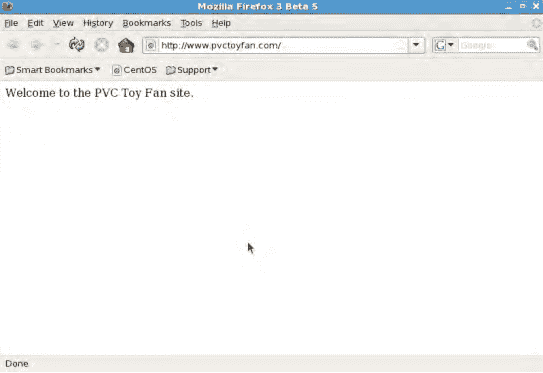 Mozilla Firefox 3 Beta 5
File Edit View History Bookmarks Tools Help
http://www.pvctoyfan.com/ G Google
Smart Bookmarks CentOS Support
Welcome to the PVC Toy Fan site.
Done